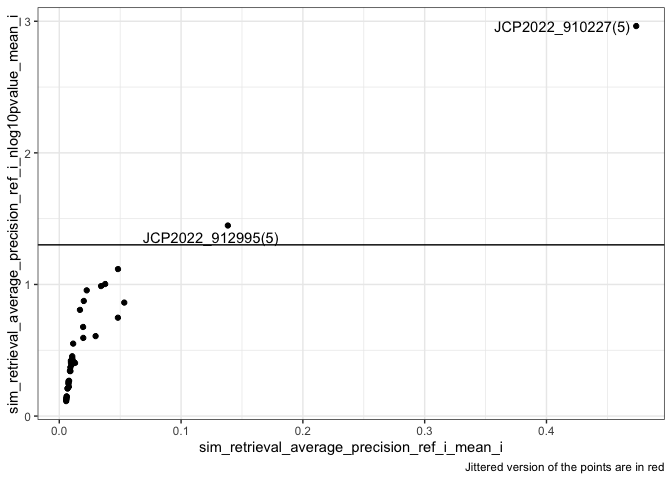 3
JCP2022_910227(5)
2
JCP2022_912995(5)
1
0
0.0
0.1
0.2
0.3
0.4
sim_retrieval_average_precision_ref_i_nlog10pvalue_mean_i
sim_retrieval_average_precision_ref_i_mean_i
Jittered version of the points are in red